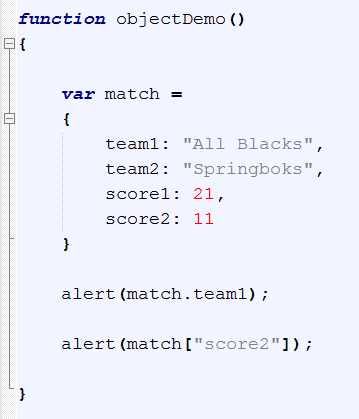 function objectDemo()
{
var match =
{
team1: "All Blacks",
team2: "Springboks",
score1: 21,
score2: 11
}
alert(match.team1);
alert(match["score2"]);
}